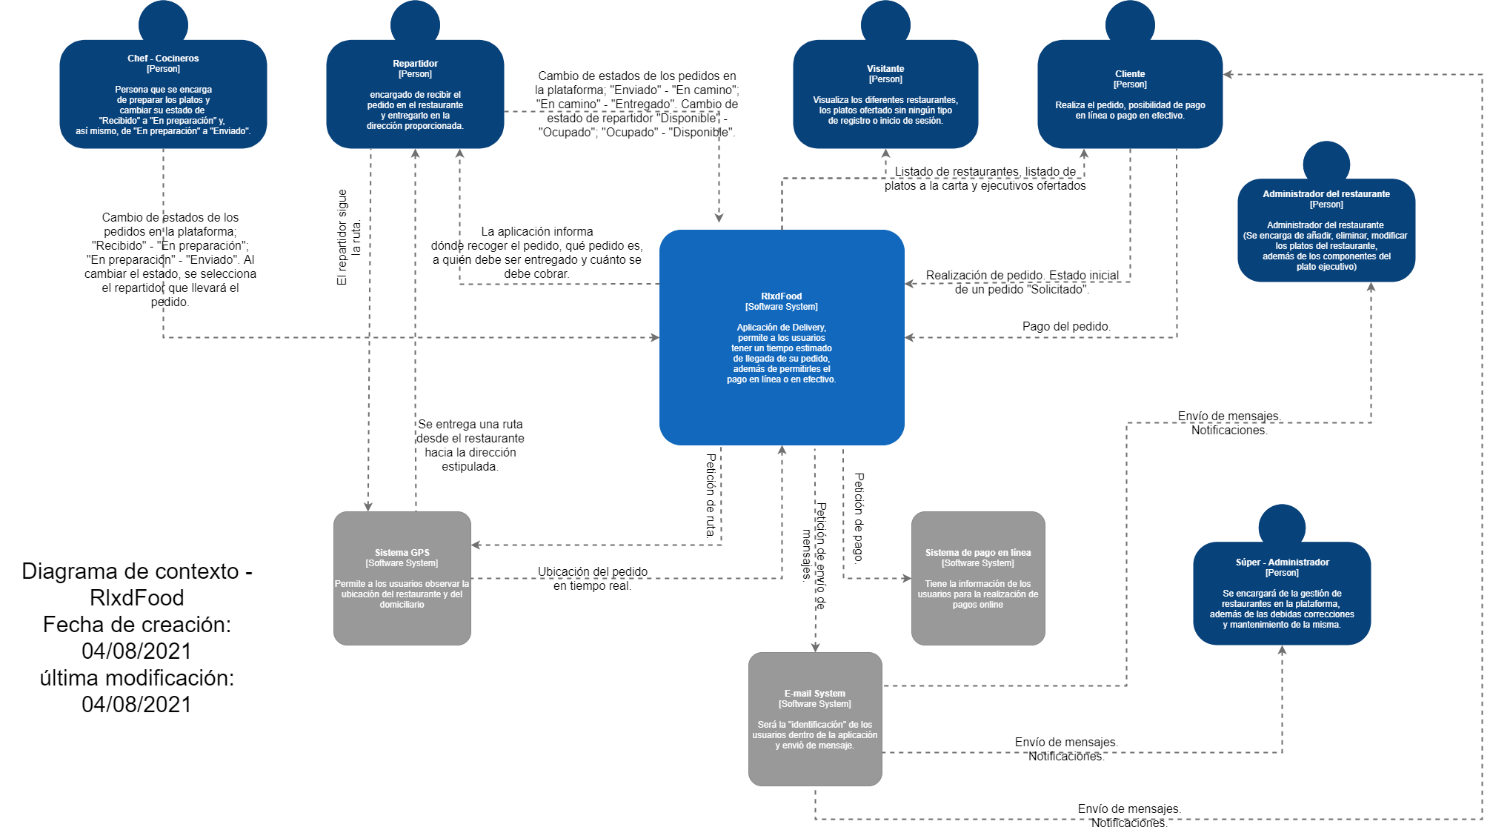 Chef - Cocineros
[Person]
Persona que se encarga
de preparar los platos y
cambiar su estado de
"Recibido" a "En preparación" y,
así mismo, de "En preparación" a "Enviado".
Repartidor
[Person]
encargado de recibir el
pedido en el restaurante
y entregarlo en la
dirección proporcionada.
Cambio de estados de los pedidos en
la plataforma; "Enviado" - "En camino";
"En camino" - "Entregado". Cambio de
estado de repartidor "Disponible" -
"Ocupado"; "Ocupado" - "Disponible".
Visitante
[Person]
Visualiza los diferentes restaurantes,
los platos ofertado sin ningún tipo
de registro o inicio de sesión.
Cliente
[Person]
Realiza el pedido, posibilidad de pago
en línea o pago en efectivo.
Listado de restaurantes, listado de
platos a la carta y ejecutivos ofertados
Administrador del restaurante
[Person]
Administrador del restaurante
(Se encarga de añadir, eliminar, modificar
los platos del restaurante,
además de los componentes del
plato ejecutivo)
Cambio de estados de los
pedidos en la plataforma;
"Recibido" - "En preparación";
"En preparación" - "Enviado". Al
cambiar el estado, se selecciona
el repartidor que llevará el
pedido.
El repartidor sigue
la ruta.
La aplicación informa
dónde recoger el pedido, qué pedido es,
a quién debe ser entregado y cuánto se
debe cobrar.
RlxdFood
[Software System]
Aplicación de Delivery,
permite a los usuarios
tener un tiempo estimado
de llegada de su pedido,
además de permitirles el
pago en línea o en efectivo.
Realización de pedido. Estado inicial
de un pedido "Solicitado".
Pago del pedido.
Se entrega una ruta
desde el restaurante
hacia la dirección
estipulada.
Envío de mensajes.
Notificaciones.
Petición de ruta.
Petición de envío de
mensajes.
Petición de pago.
Sistema GPS
[Software System]
Permite a los usuarios observar la
ubicación del restaurante y del
domiciliario
Ubicación del pedido
en tiempo real.
Sistema de pago en línea
[Software System]
Tiene la información de los
usuarios para la realización de
pagos online
Súper - Administrador
[Person]
Se encargará de la gestión de
restaurantes en la plataforma,
además de las debidas correcciones
y mantenimiento de la misma.
Diagrama de contexto -
RlxdFood
Fecha de creación:
04/08/2021
última modificación:
04/08/2021
E-mail System
[Software System]
Será la "identificación" de los
usuarios dentro de la aplicación
y envió de mensaje.
Envío de mensajes.
Notificaciones.
Envío de mensajes.
Notificaciones.